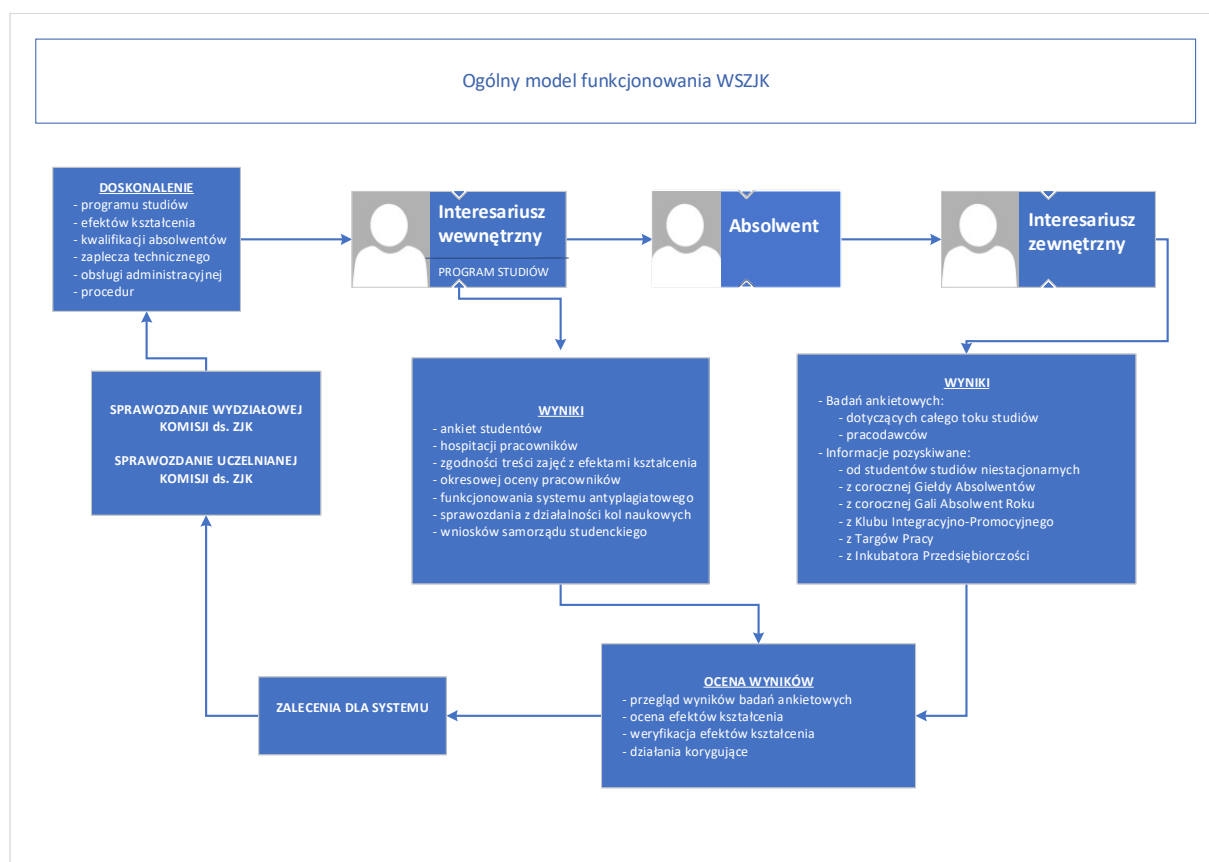 Ogólny model funkcjonowania WSZJK
DOSKONALENIE
- programu studiów
- efektów kształcenia
- kwalifikacji absolwentów
- zaplecza technicznego
- obsługi administracyjnej
- procedur
Interesariusz
wewnętrzny
PROGRAM STUDIÓW
Absolwent
Interesariusz
zewnętrzny
SPRAWOZDANIE WYDZIAŁOWEJ
KOMISJI ds. ZJK
SPRAWOZDANIE UCZELNIANEJ
KOMISJI ds. ZJK
WYNIKI
- ankiet studentów
- hospitacji pracowników
- zgodności treści zajęć z efektami kształcenia
- okresowej oceny pracowników
- funkcjonowania systemu antyplagiatowego
- sprawozdania z działalności kol naukowych
- wniosków samorządu studenckiego
WYNIKI
- Badań ankietowych:
- dotyczących całego toku studiów
- pracodawców
- Informacje pozyskiwane:
- od studentów studiów niestacjonarnych
- z corocznej Giełdy Absolwentów
- z corocznej Gali Absolwent Roku
- z Klubu Integracyjno-Promocyjnego
- z Targów Pracy
- z Inkubatora Przedsiębiorczości
ZALECENIA DLA SYSTEMU
OCENA WYNIKÓW
- przegląd wyników badań ankietowych
- ocena efektów kształcenia
- weryfikacja efektów kształcenia
- działania korygujące